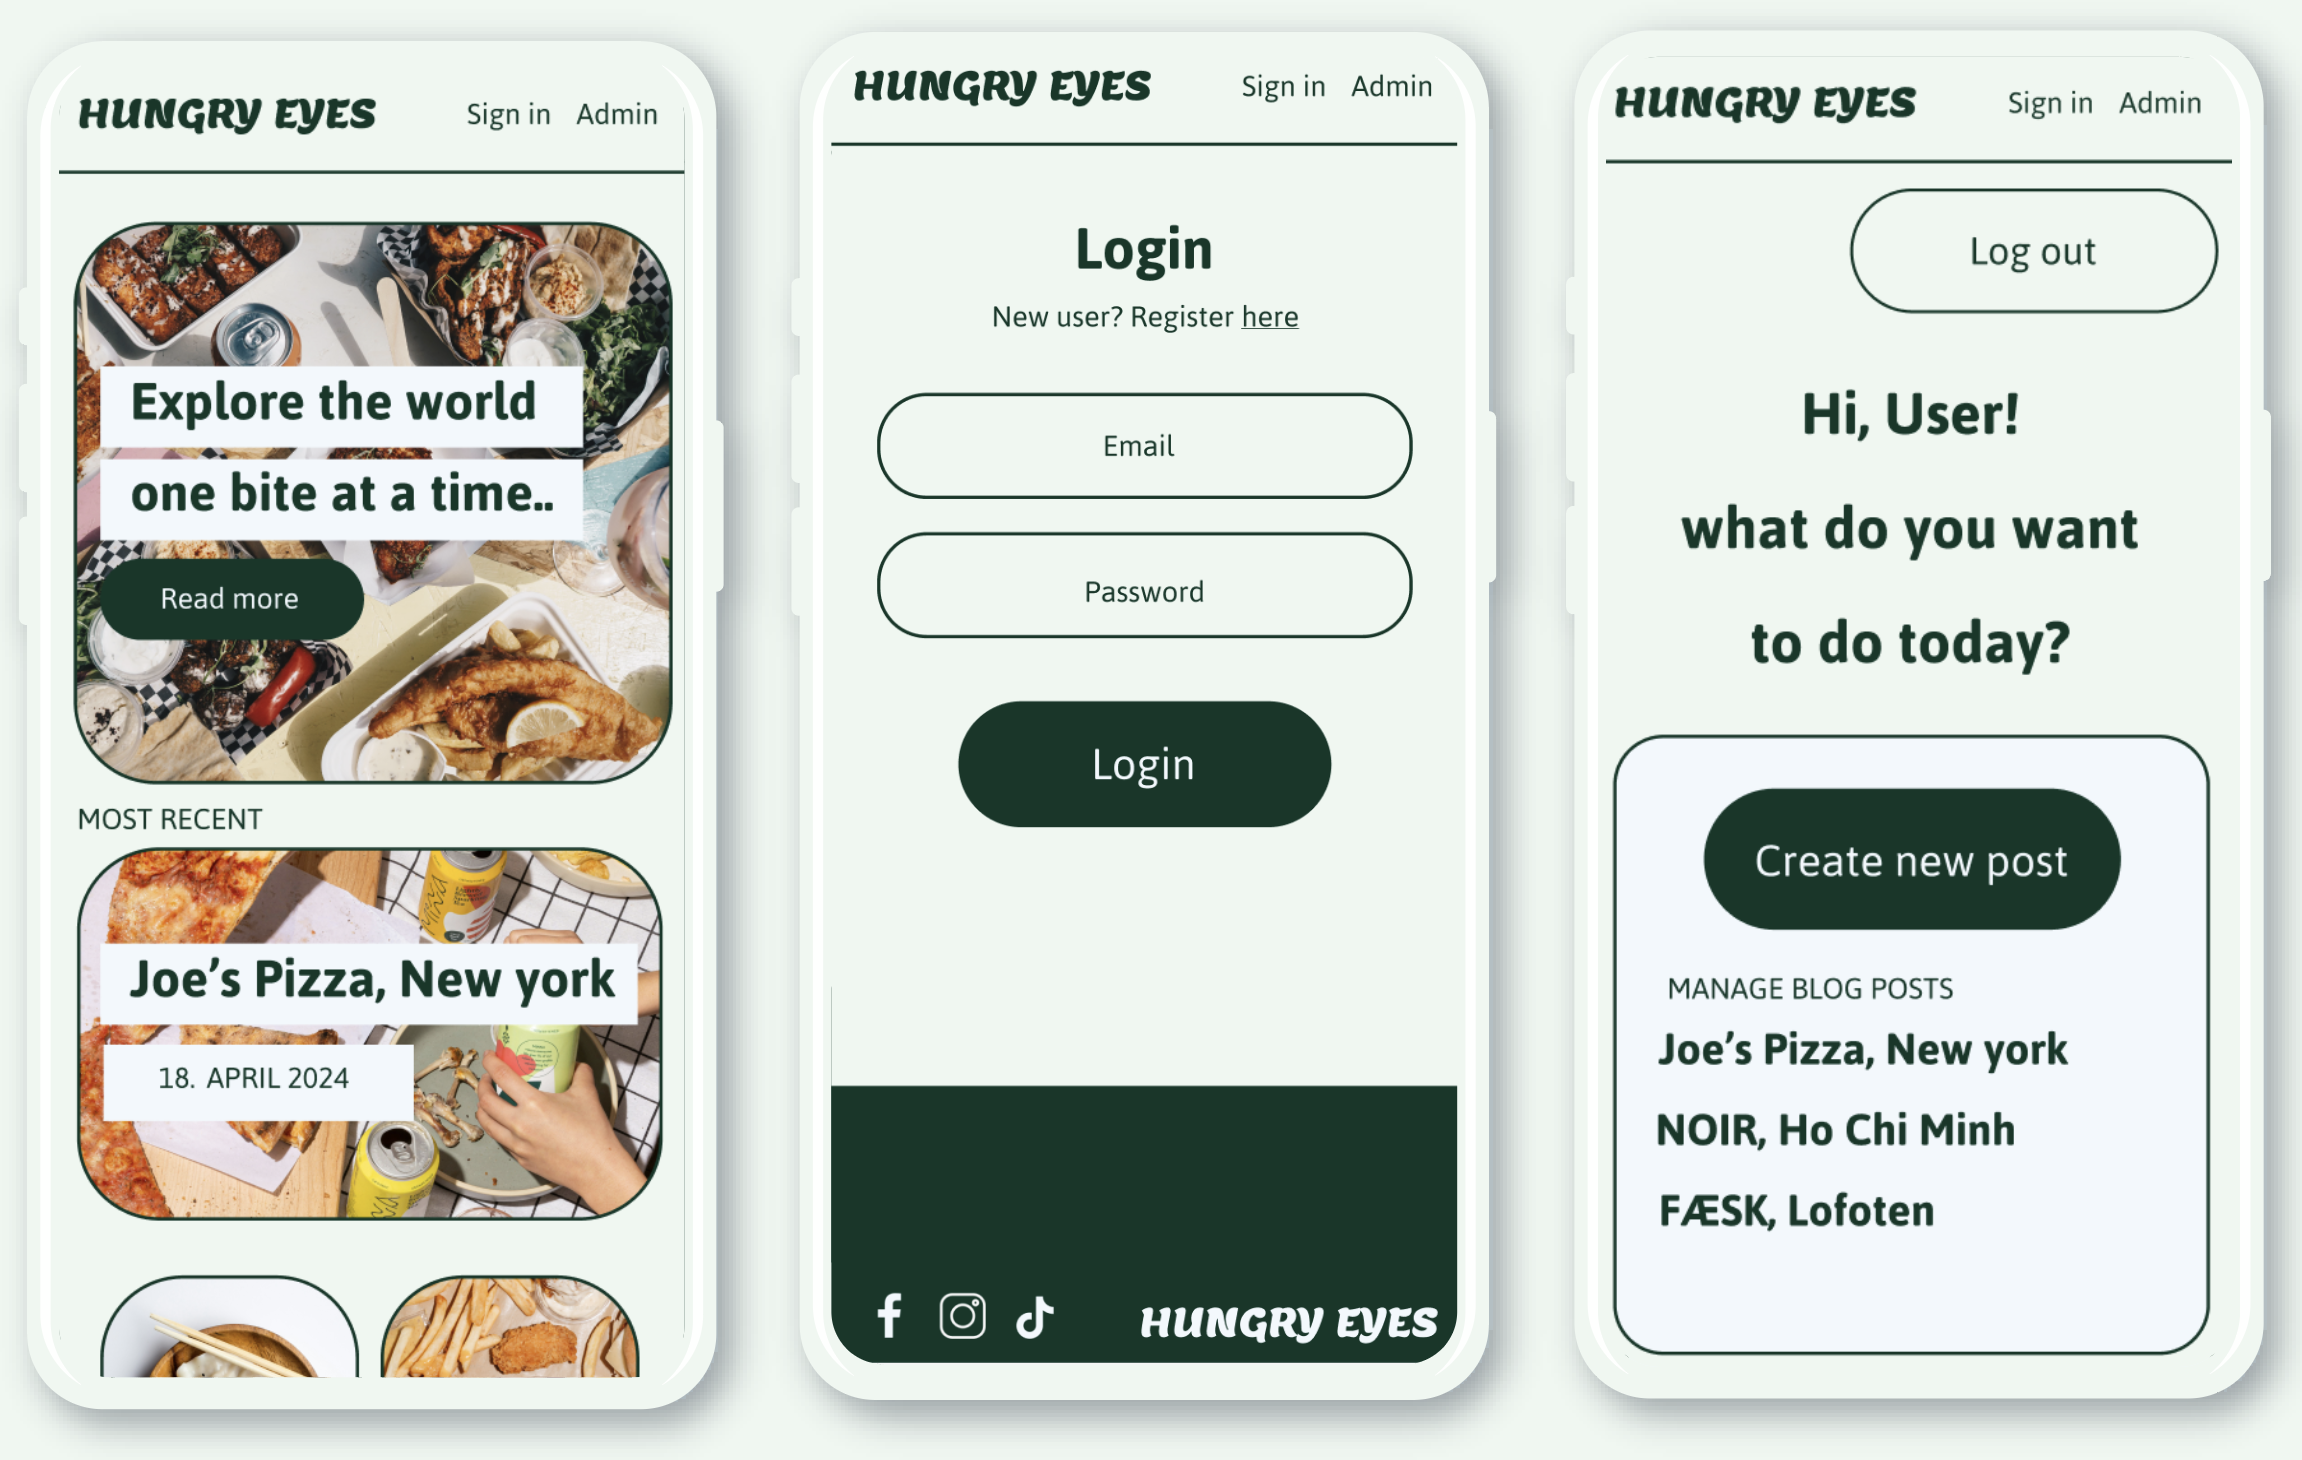 HUNGRY EYES
Sign in Admin
Explore the world
one bite at a time..
Read more
MOST RECENT
Joe’s Pizza, New york
18. APRIL 2024
HUNGRY EYES
Sign in Admin
Login
New user? Register here
Email
Password
Login
HUNGRY EYES
HUNGRY EYES
Sign in Admin
Log out
Hi, User!
what do you want
to do today?
Create new post
MANAGE BLOG POSTS
Joe’s Pizza, New york
NOIR, Ho Chi Minh
FÆSK, Lofoten